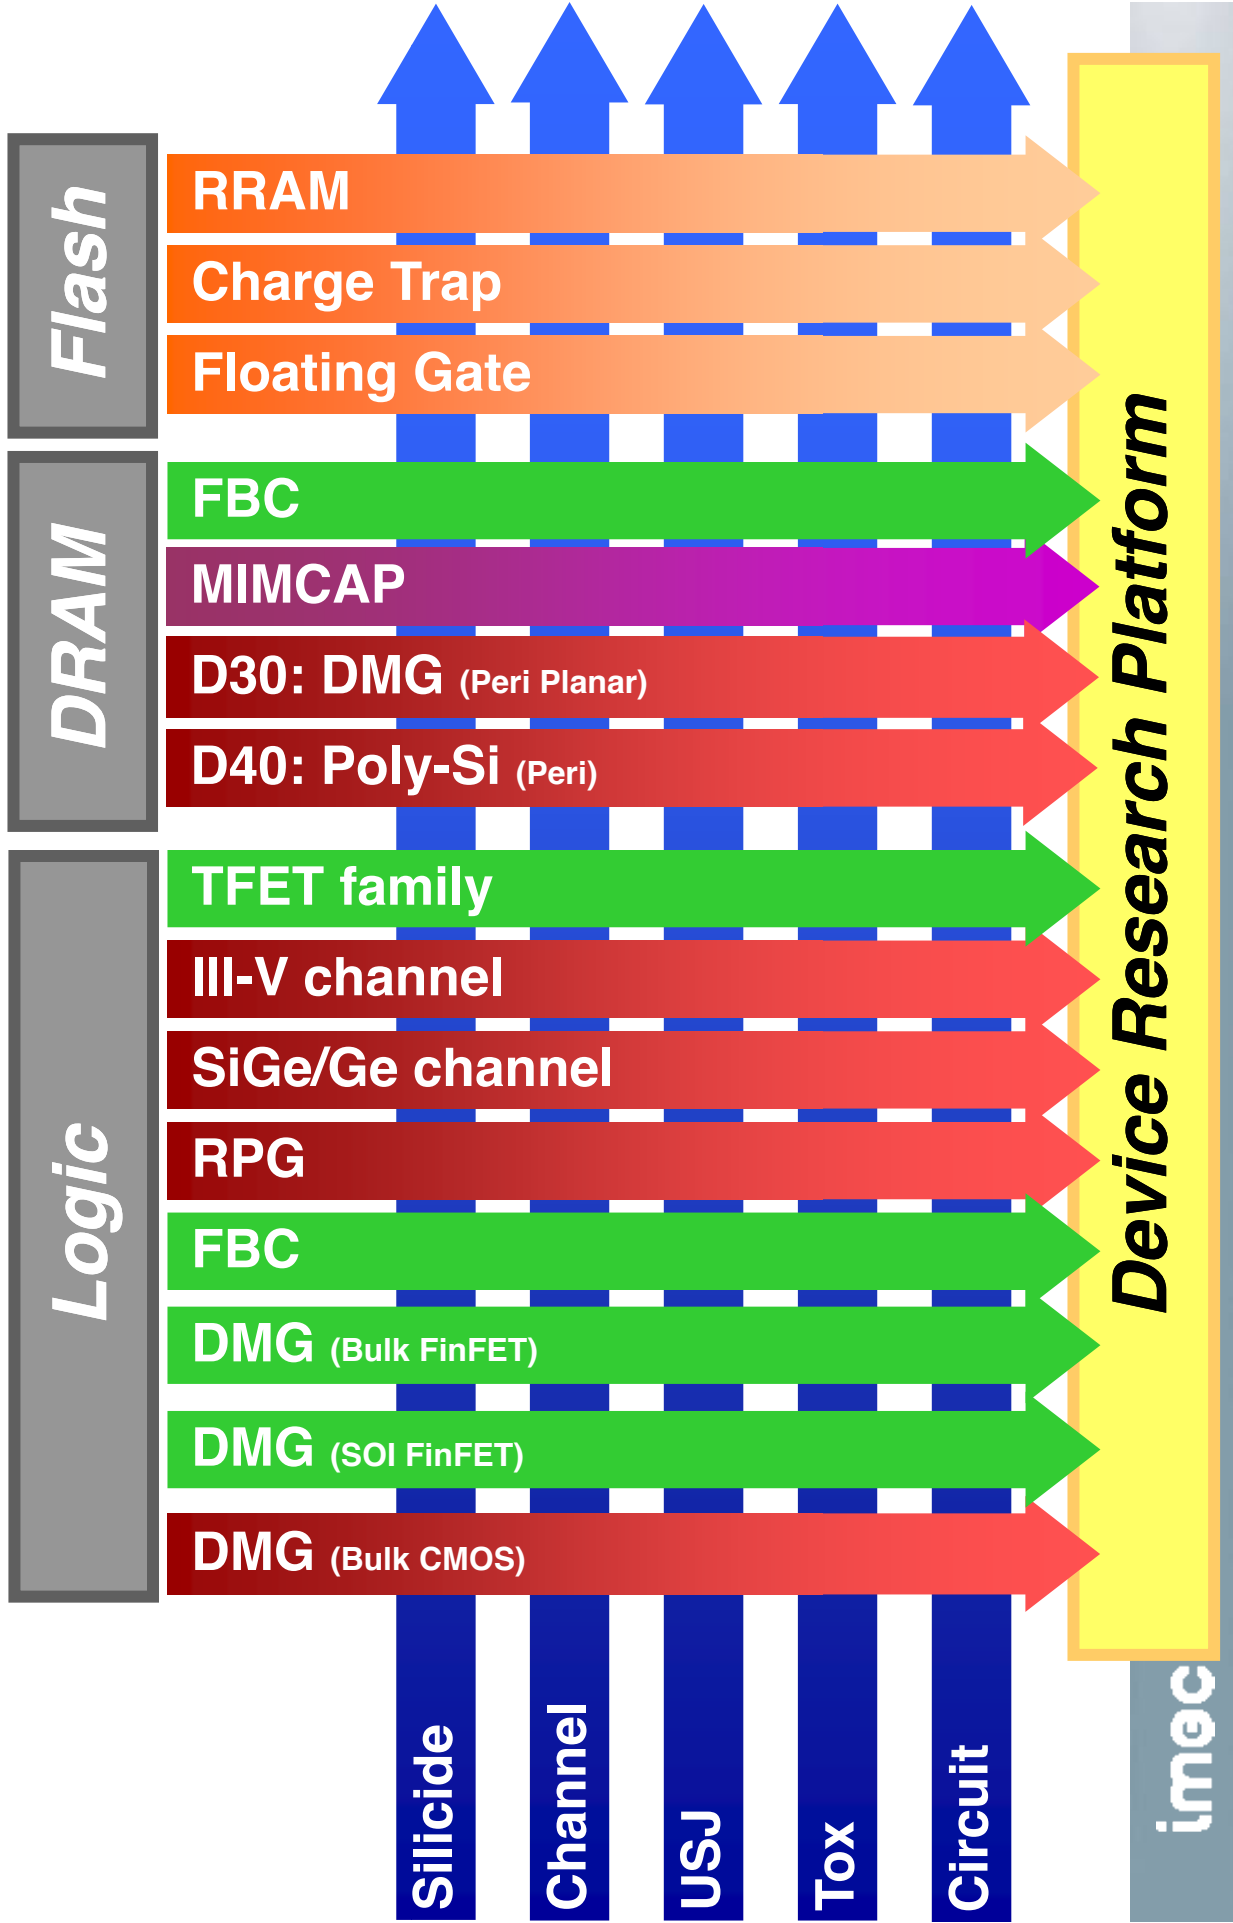 Flash
RRAM
Charge Trap
Floating Gate
DRAM
FBC
MIMCAP
D30: DMG (Peri Planar)
D40: Poly-Si (Peri)
Logic
TFET family
III-V channel
SiGe/Ge channel
RPG
FBC
DMG (Bulk FinFET)
DMG (SOI FinFET)
DMG (Bulk CMOS)
Silicide
Channel
USJ
Tox
Circuit
Device Research Platform
imec